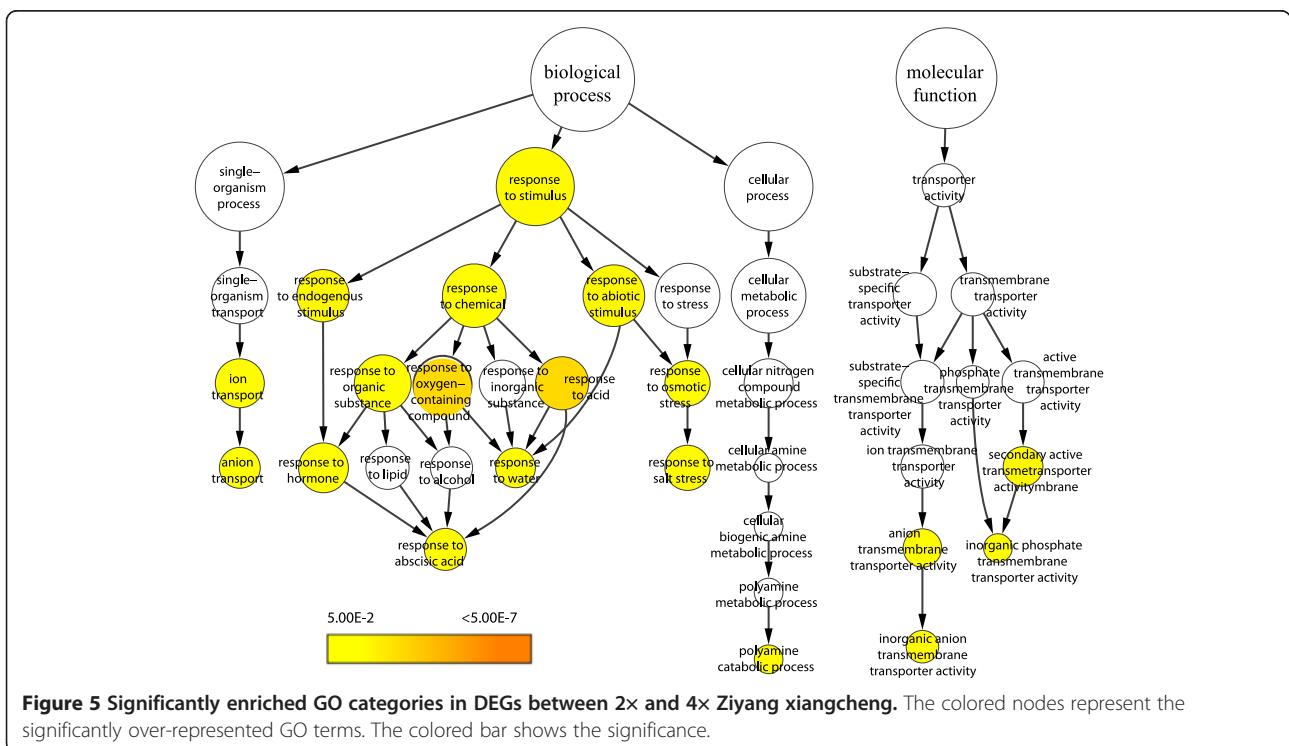 biological
process
molecular
function
single–
organism
process
response
to stimulus
cellular
process
transporter
activity
single–
organism
transport
response
to endogenous
stimulus
response
to chemical
response
to abiotic
stimulus
response
to stress
cellular
metabolic
process
substrate–
specific
transporter
activity
transmembrane
transporter
activity
ion
transport
response to
organic
substance
response to
oxygen–
containing
compound
response to
inorganic
substance
response
to acid
response
to osmotic
stress
cellular nitrogen
compound
metabolic process
substrate–
specific
transmembrane
transporter
activity
phosphate
transmembrane
transporter
activity
active
transmembrane
transporter
activity
anion
transport
response to
hormone
response
to lipid
response
to alcohol
response
to water
response to
salt stress
cellular amine
metabolic process
ion transmembrane
transporter
activity
secondary active
transmetransporter
activitymbrane
response to
abscisic acid
cellular
biogenic amine
metabolic process
anion
transmembrane
transporter activity
inorganic phosphate
transmembrane
transporter activity
polyamine
metabolic process
polyamine
catabolic process
inorganic anion
transmembrane
transporter activity
5.00E-2 <5.00E-7
Figure 5 Significantly enriched GO categories in DEGs between 2× and 4× Ziyang xiangcheng. The colored nodes represent the
significantly over-represented GO terms. The colored bar shows the significance.